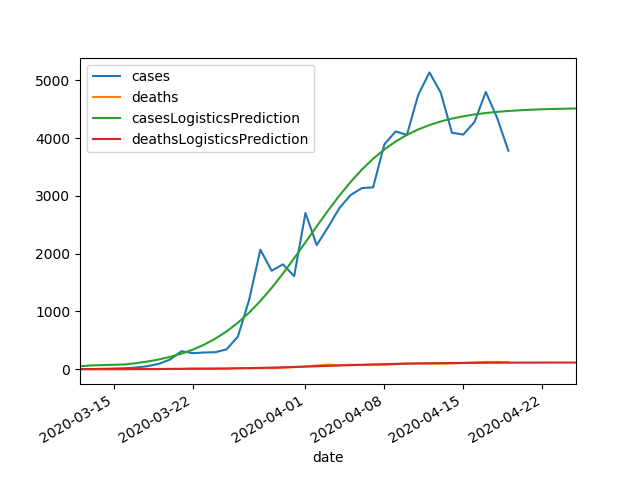 cases
deaths
casesLogisticsPrediction
deathsLogisticsPrediction
5000
4000
3000
2000
1000
0
2020-03-15
2020-03-22
2020-04-01
2020-04-08
2020-04-15
2020-04-22
date